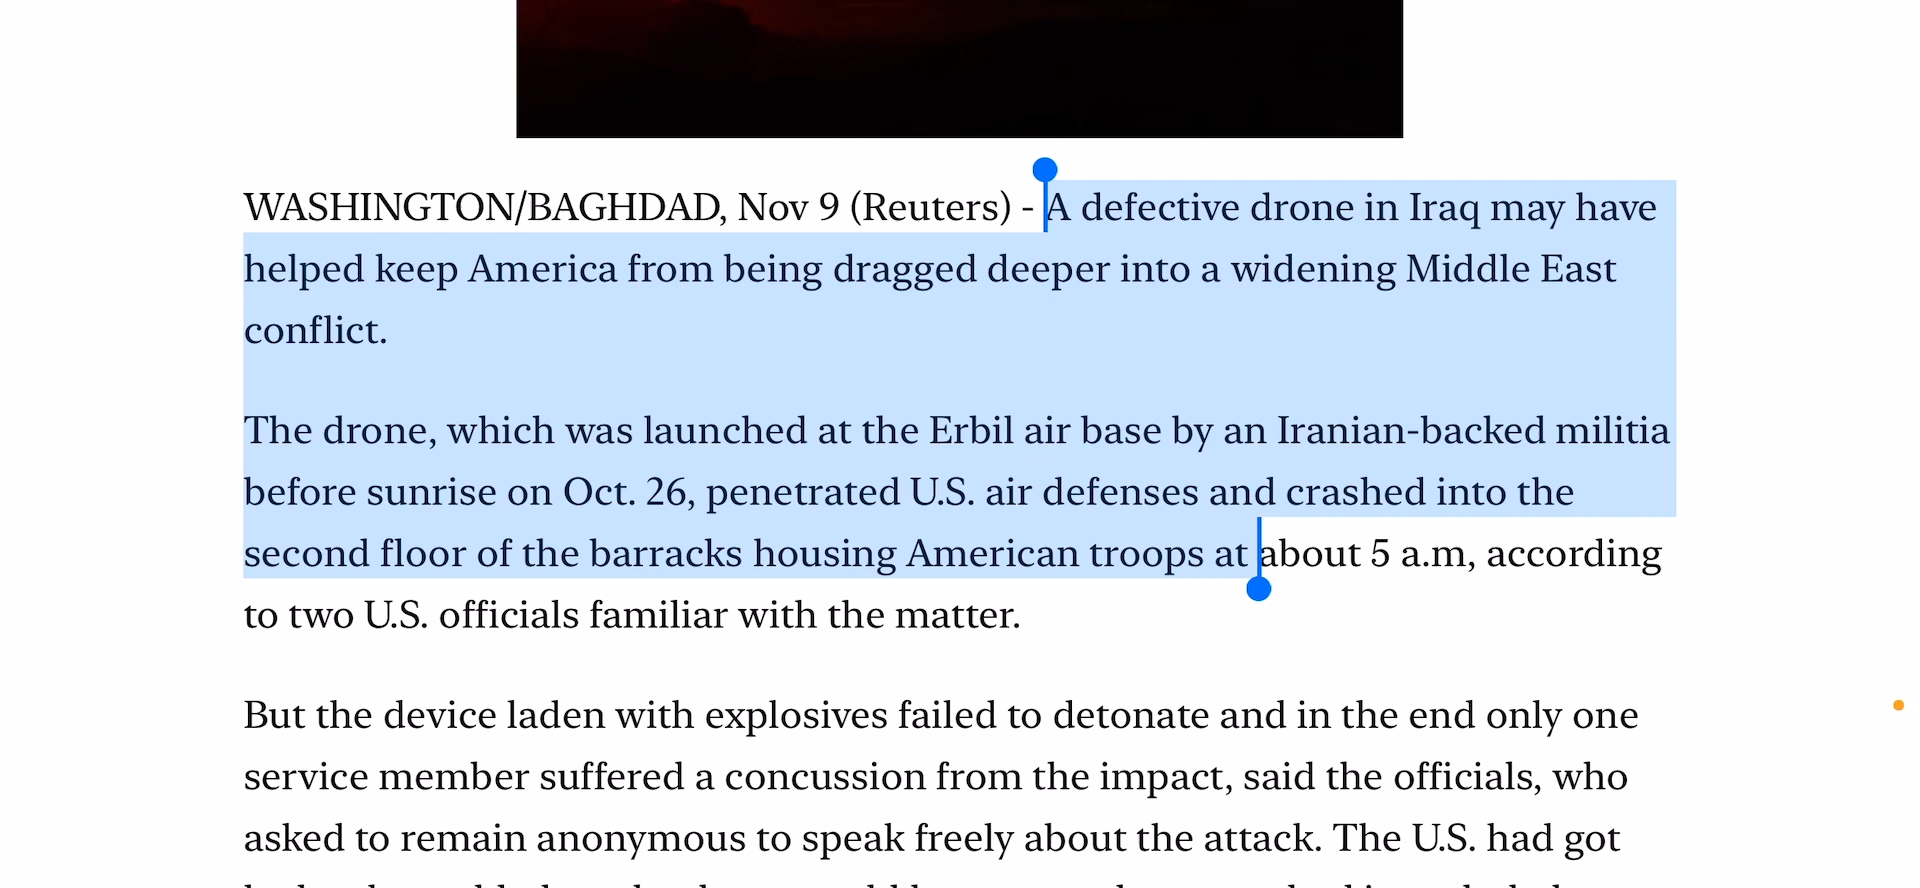 WASHINGTON/BAGHDAD, Nov 9 (Reuters) - A defective drone in Iraq may have
helped keep America from being dragged deeper into a widening Middle East
conflict.
The drone, which was launched at the Erbil air base by an Iranian-backed militia
before sunrise on Oct. 26, penetrated U.S. air defenses and crashed into the
second floor of the barracks housing American troops at about 5 a.m, according
to two U.S. officials familiar with the matter.
But the device laden with explosives failed to detonate and in the end only one
service member suffered a concussion from the impact, said the officials, who
asked to remain anonymous to speak freely about the attack. The U.S. had got